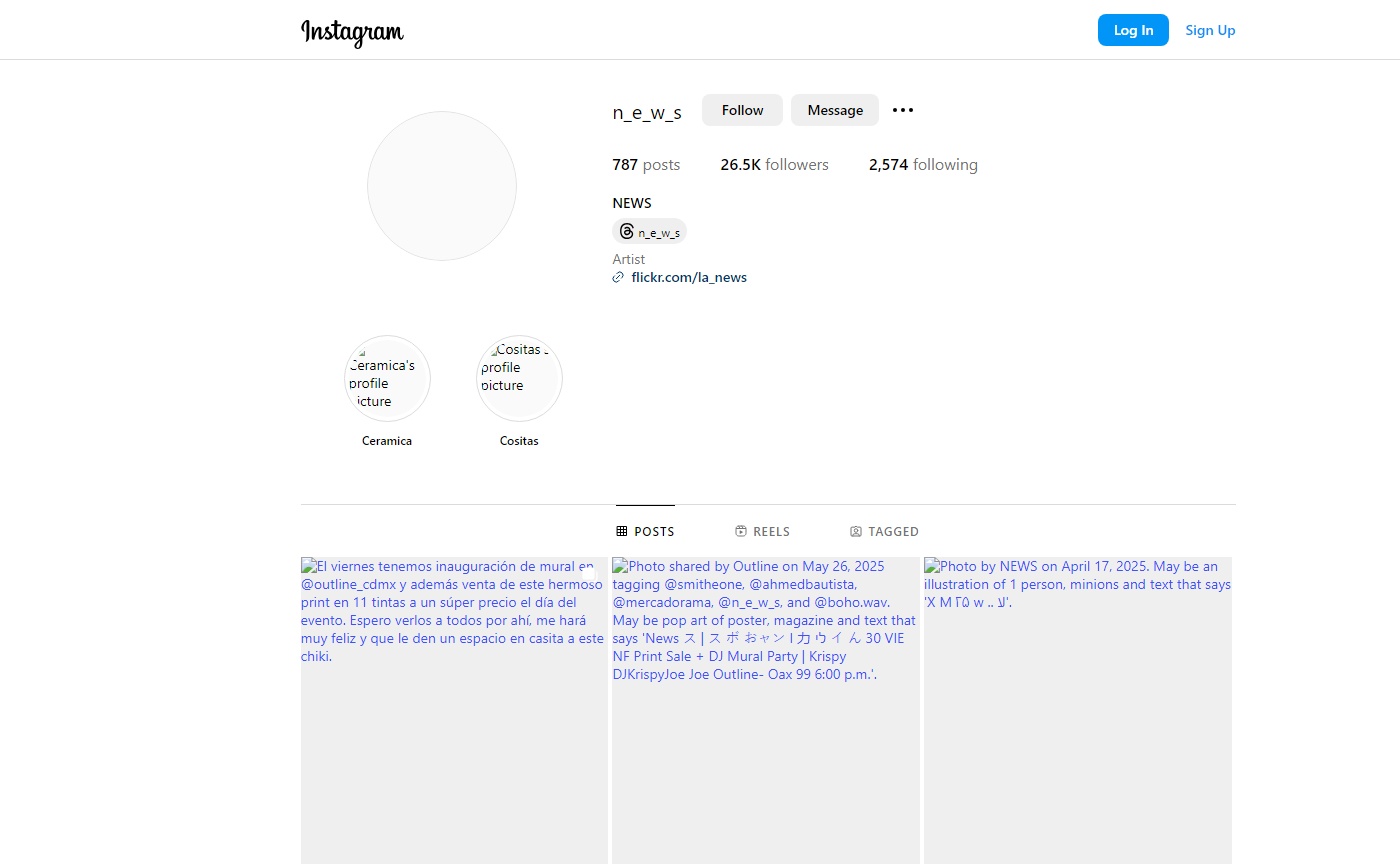 Instagram
Log In
Sign Up
n_e_w_s
Follow
Message
787 posts
26.5K followers
2,574 following
NEWS
n_e_w_s
Artist
flickr.com/la_news
Ceramica's
profile
picture
Cositas
profile
picture
Ceramica
Cositas
POSTS
REELS
TAGGED
El viernes tenemos inauguración de mural en
@outline_cdmx y además venta de este hermoso
print en 11 tintas a un súper precio el día del
evento. Espero verlos a todos por ahí, me hará
muy feliz y que le den un espacio en casita a este
chiki.
Photo shared by Outline on May 26, 2025
tagging @smitheone, @ahmedbautista,
@mercadorama, @n_e_w_s, and @boho.wav.
May be pop art of poster, magazine and text that
says 'News ス | ス ボ おャン l 力 ウ イ ん 30 VIE
NF Print Sale + DJ Mural Party | Krispy
DJKrispyJoe Joe Outline- Oax 99 6:00 p.m.'.
Photo by NEWS on April 17, 2025. May be an
illustration of 1 person, minions and text that says
'X M w ..